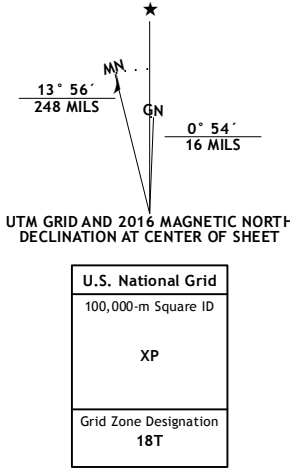 ★
MN
GN
13° 56´
248 MILS
0° 54´
16 MILS
UTM GRID AND 2016 MAGNETIC NORTH
DECLINATION AT CENTER OF SHEET
U.S. National Grid
100,000-m Square ID
XP
Grid Zone Designation
18T